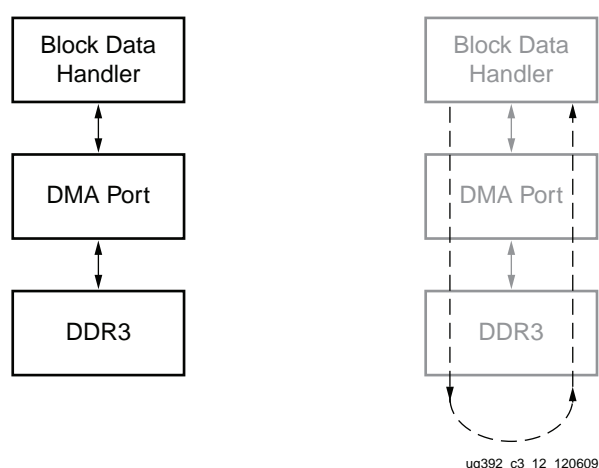 Block Data
Handler
DMA Port
DDR3
Block Data
Handler
DMA Port
DDR3
ug392_c3_12_120609